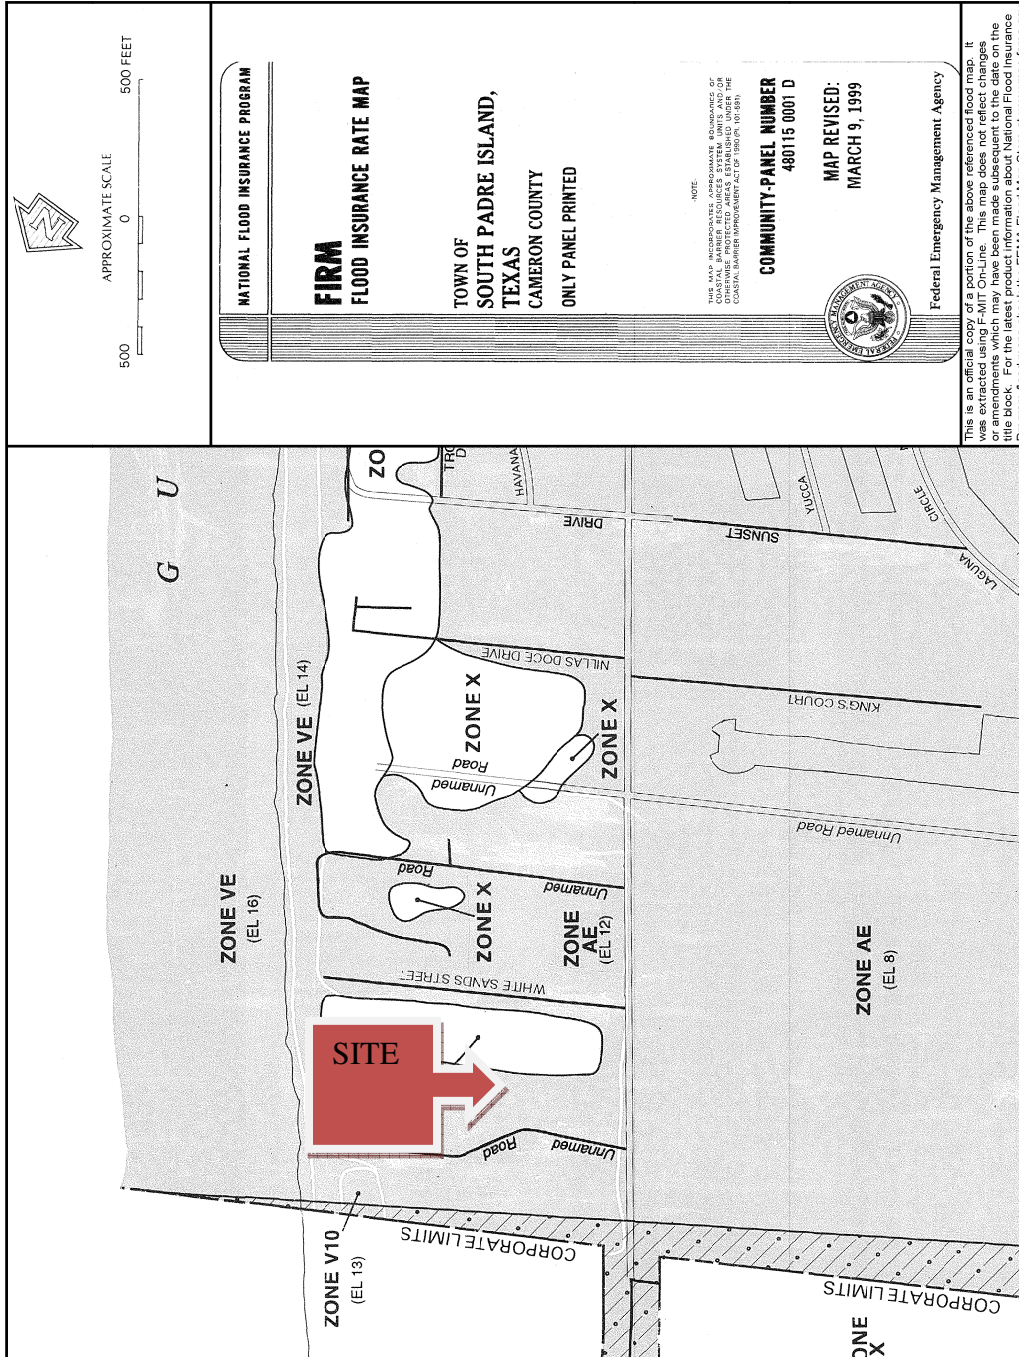 500 FEET
0
500
APPROXIMATE SCALE
N
NATIONAL FLOOD INSURANCE PROGRAM
FIRM
FLOOD INSURANCE RATE MAP
TOWN OF
SOUTH PADRE ISLAND,
TEXAS
CAMERON COUNTY
ONLY PANEL PRINTED
-NOTE-
THIS MAP INCORPORATES APPROXIMATE BOUNDARIES OF
COASTAL BARRIER RESOURCES SYSTEM UNITS AND/OR
OTHERWISE PROTECTED AREAS ESTABLISHED UNDER THE
COASTAL BARRIER IMPROVEMENT ACT OF 1990 (PL 101-591)
COMMUNITY-PANEL NUMBER
480115 0001 D
MAP REVISED:
MARCH 9, 1999
FEDERAL EMERGENCY MANAGEMENT AGENCY
Federal Emergency Management Agency
This is an official copy of a portion of the above referenced flood map. It
was extracted using F-MIT On-Line. This map does not reflect changes
or amendments which may have been made subsequent to the date on the
title block. For the latest product information about National Flood Insurance
G U
ZO
TRO
D
HAVANA
DRIVE
SUNSET
YUCCA
CIRCLE
LAGUNA
ZONE VE (EL 14)
NILLAS DOCE DRIVE
ZONE X
ZONE X
KING'S COURT
Unnamed Road
Unnamed Road
ZONE VE
(EL 16)
Unnamed Road
ZONE X
ZONE
AE
(EL 12)
WHITE SANDS STREET
ZONE AE
(EL 8)
SITE
Unnamed Road
ZONE V10
(EL 13)
CORPORATE LIMITS
CORPORATE LIMITS
ONE
X